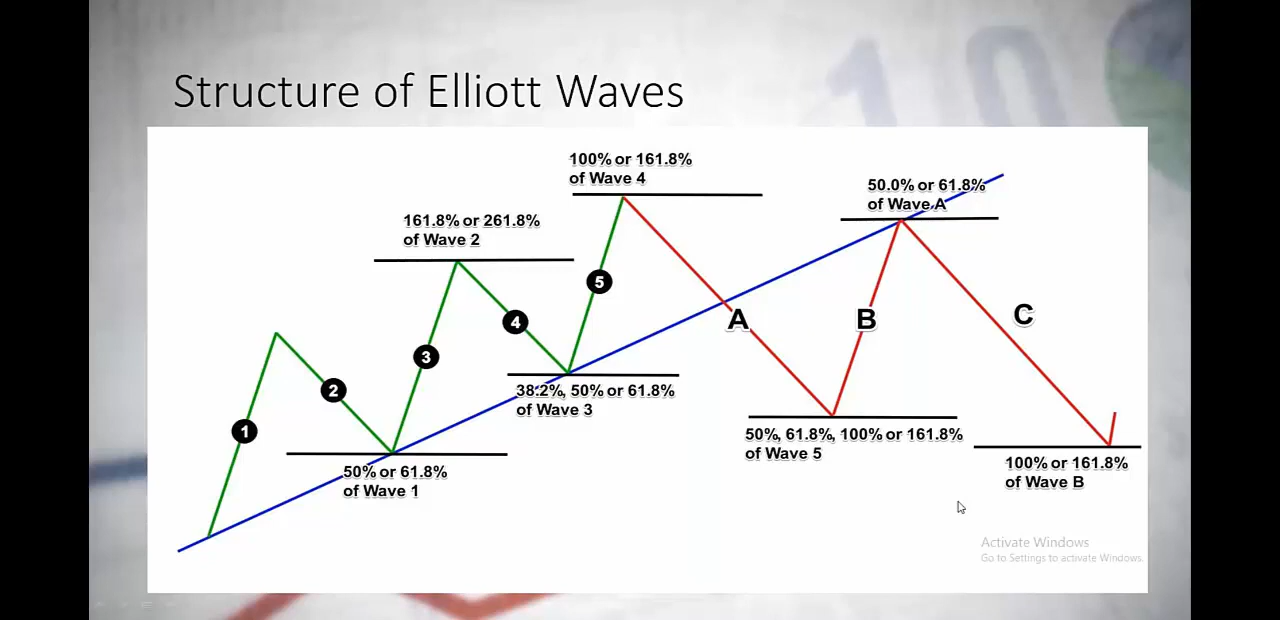 Structure of Elliott Waves
100% or 161.8%
of Wave 4
50.0% or 61.8%
of Wave A
161.8% or 261.8%
of Wave 2
5
4
A
B
C
3
2
38.2%, 50% or 61.8%
of Wave 3
1
50%, 61.8%, 100% or 161.8%
of Wave 5
50% or 61.8%
of Wave 1
100% or 161.8%
of Wave B
Activate Windows
Go to Settings to activate Windows.
10